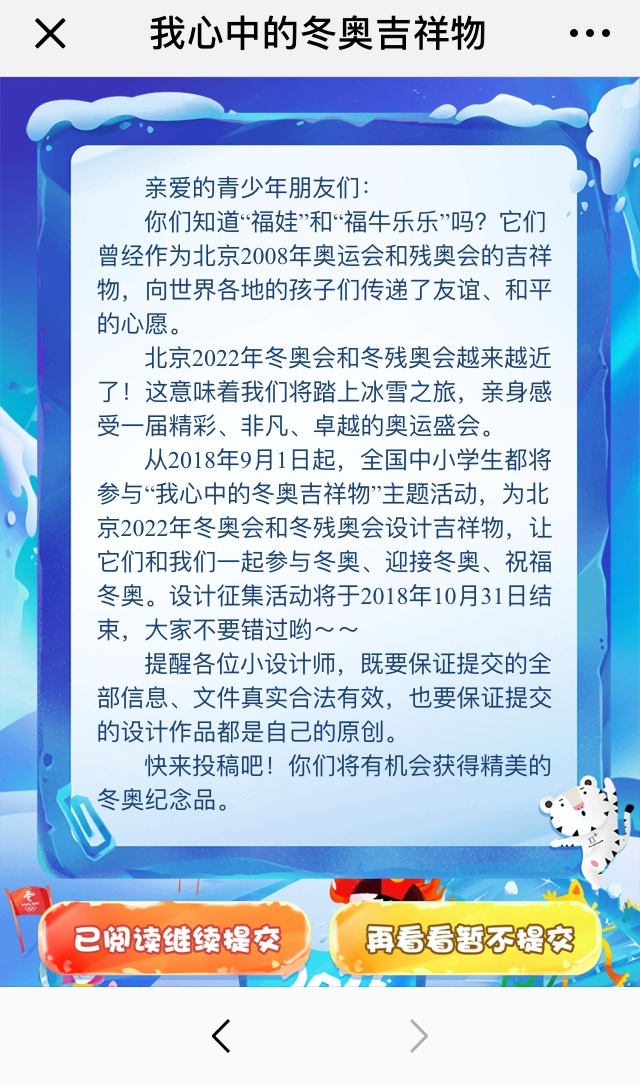 我心中的冬奥吉祥物
亲爱的青少年朋友们：
你们知道“福娃”和“福牛乐乐”吗？它们
曾经作为北京2008年奥运会和残奥会的吉祥
物，向世界各地的孩子们传递了友谊、和平
的心愿。
北京2022年冬奥会和冬残奥会越来越近
了！这意味着我们将踏上冰雪之旅，亲身感
受一届精彩、非凡、卓越的奥运盛会。
从2018年9月1日起，全国中小学生都将
参与“我心中的冬奥吉祥物”主题活动，为北
京2022年冬奥会和冬残奥会设计吉祥物，让
它们和我们一起参与冬奥、迎接冬奥、祝福
冬奥。设计征集活动将于2018年10月31日结
束，大家不要错过哟～～
提醒各位小设计师，既要保证提交的全
部信息、文件真实合法有效，也要保证提交
的设计作品都是自己的原创。
快来投稿吧！你们将有机会获得精美的
冬奥纪念品。
已阅读继续提交
再看看暂不提交